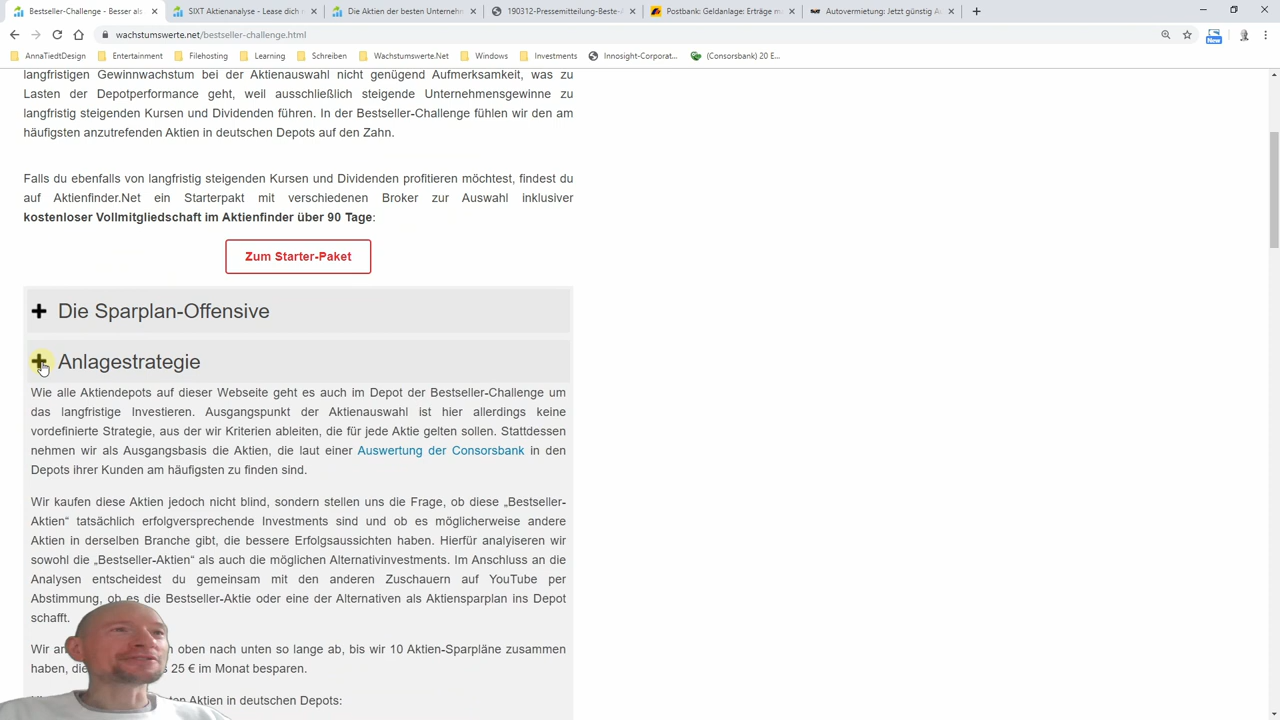 Bestseller-Challenge - Besser als
SIXT Aktienanalyse - Lease dich r
Die Aktien der besten Unternehm
190312-Pressemitteilung-Beste-
Postbank: Geldanlage: Erträge m
Autovermietung: Jetzt günstig A
wachstumswerte.net/bestseller-challenge.html
New
AnnaTiedtDesign
Entertainment
Filehosting
Learning
Schreiben
Wachstumswerte.Net
Windows
Investments
Innosight-Corporat...
(Consorsbank) 20 E...
langfristigen Gewinnwachstum bei der Aktienauswahl nicht genügend Aufmerksamkeit, was zu
Lasten der Depotperformance geht, weil ausschließlich steigende Unternehmensgewinne zu
langfristig steigenden Kursen und Dividenden führen. In der Bestseller-Challenge fühlen wir den am
häufigsten anzutrefenden Aktien in deutschen Depots auf den Zahn.
Falls du ebenfalls von langfristig steigenden Kursen und Dividenden profitieren möchtest, findest du
auf Aktienfinder.Net ein Starterpakt mit verschiedenen Broker zur Auswahl inklusiver
kostenloser Vollmitgliedschaft im Aktienfinder über 90 Tage:
Zum Starter-Paket
Die Sparplan-Offensive
Anlagestrategie
Wie alle Aktiendepots auf dieser Webseite geht es auch im Depot der Bestseller-Challenge um
das langfristige Investieren. Ausgangspunkt der Aktienauswahl ist hier allerdings keine
vordefinierte Strategie, aus der wir Kriterien ableiten, die für jede Aktie gelten sollen. Stattdessen
nehmen wir als Ausgangsbasis die Aktien, die laut einer Auswertung der Consorsbank in den
Depots ihrer Kunden am häufigsten zu finden sind.
Wir kaufen diese Aktien jedoch nicht blind, sondern stellen uns die Frage, ob diese „Bestseller-
Aktien“ tatsächlich erfolgversprechende Investments sind und ob es möglicherweise andere
Aktien in derselben Branche gibt, die bessere Erfolgsaussichten haben. Hierfür analyiseren wir
sowohl die „Bestseller-Aktien“ als auch die möglichen Alternativinvestments. Im Anschluss an die
Analysen entscheidest du gemeinsam mit den anderen Zuschauern auf YouTube per
Abstimmung, ob es die Bestseller-Aktie oder eine der Alternativen als Aktiensparplan ins Depot
schafft.
Wir oben nach unten so lange ab, bis wir 10 Aktien-Sparpläne zusammen
haben, 25 € im Monat besparen.
Aktien in deutschen Depots: